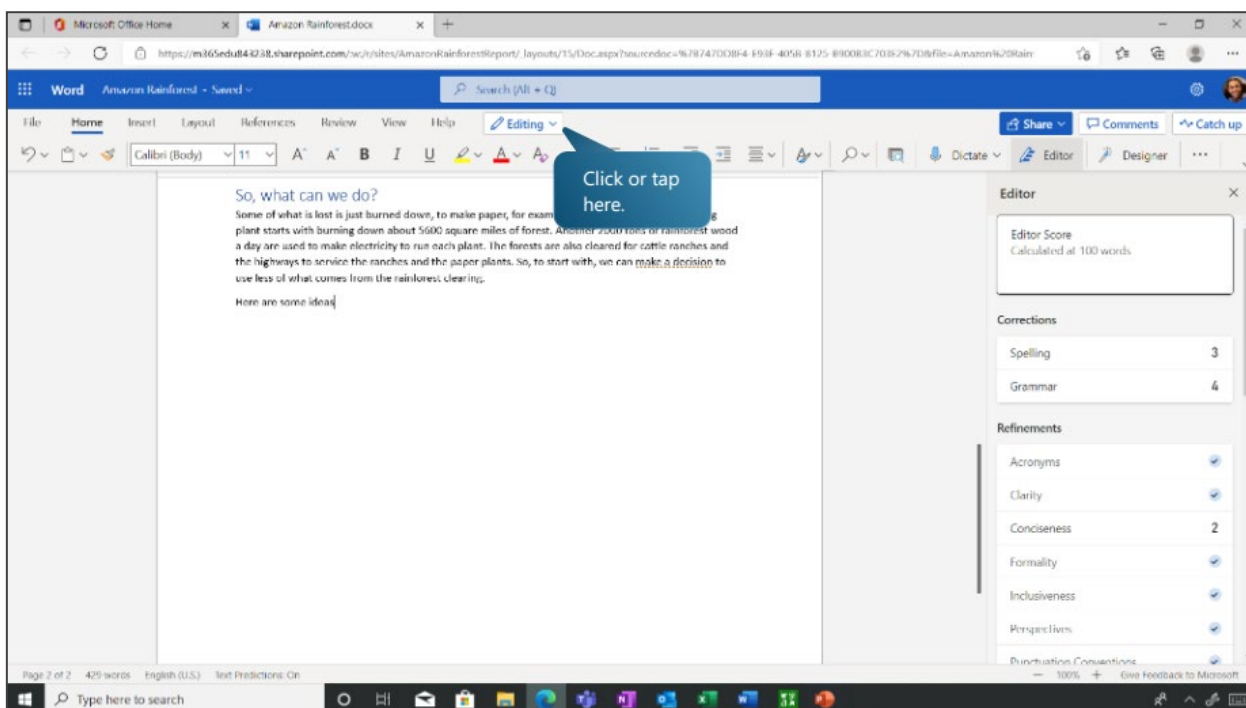 Microsoft Office Home
Amazon Rainforest.docx
Word Amazon Rainforest - Saved
Search (Alt + Q)
File Home Insert Layout References Review View Help Editing
Share Comments Catch up
Calibri (Body) 11 A A B I U A A
Dictate Editor Designer ...
Click or tap
here.
So, what can we do?
Some of what is lost is just burned down, to make paper, for
plant starts with burning down about 5600 square miles of forest. Another 2000 tons of rainforest wood
a day are used to make electricity to run each plant. The forests are also cleared for cattle ranches and
the highways to service the ranches and the paper plants. So, to start with, we can make a decision to
use less of what comes from the rainforest clearing.
Here are some ideas
Editor
Editor Score
Calculated at 100 words
Corrections
Spelling 3
Grammar 4
Refinements
Acronyms
Clarity
Conciseness 2
Formality
Inclusiveness
Perspectives
Punctuation Conventions
Page 2 of 2 429 words English (U.S.) Text Predictions: On
100% Give Feedback to Microsoft
Type here to search